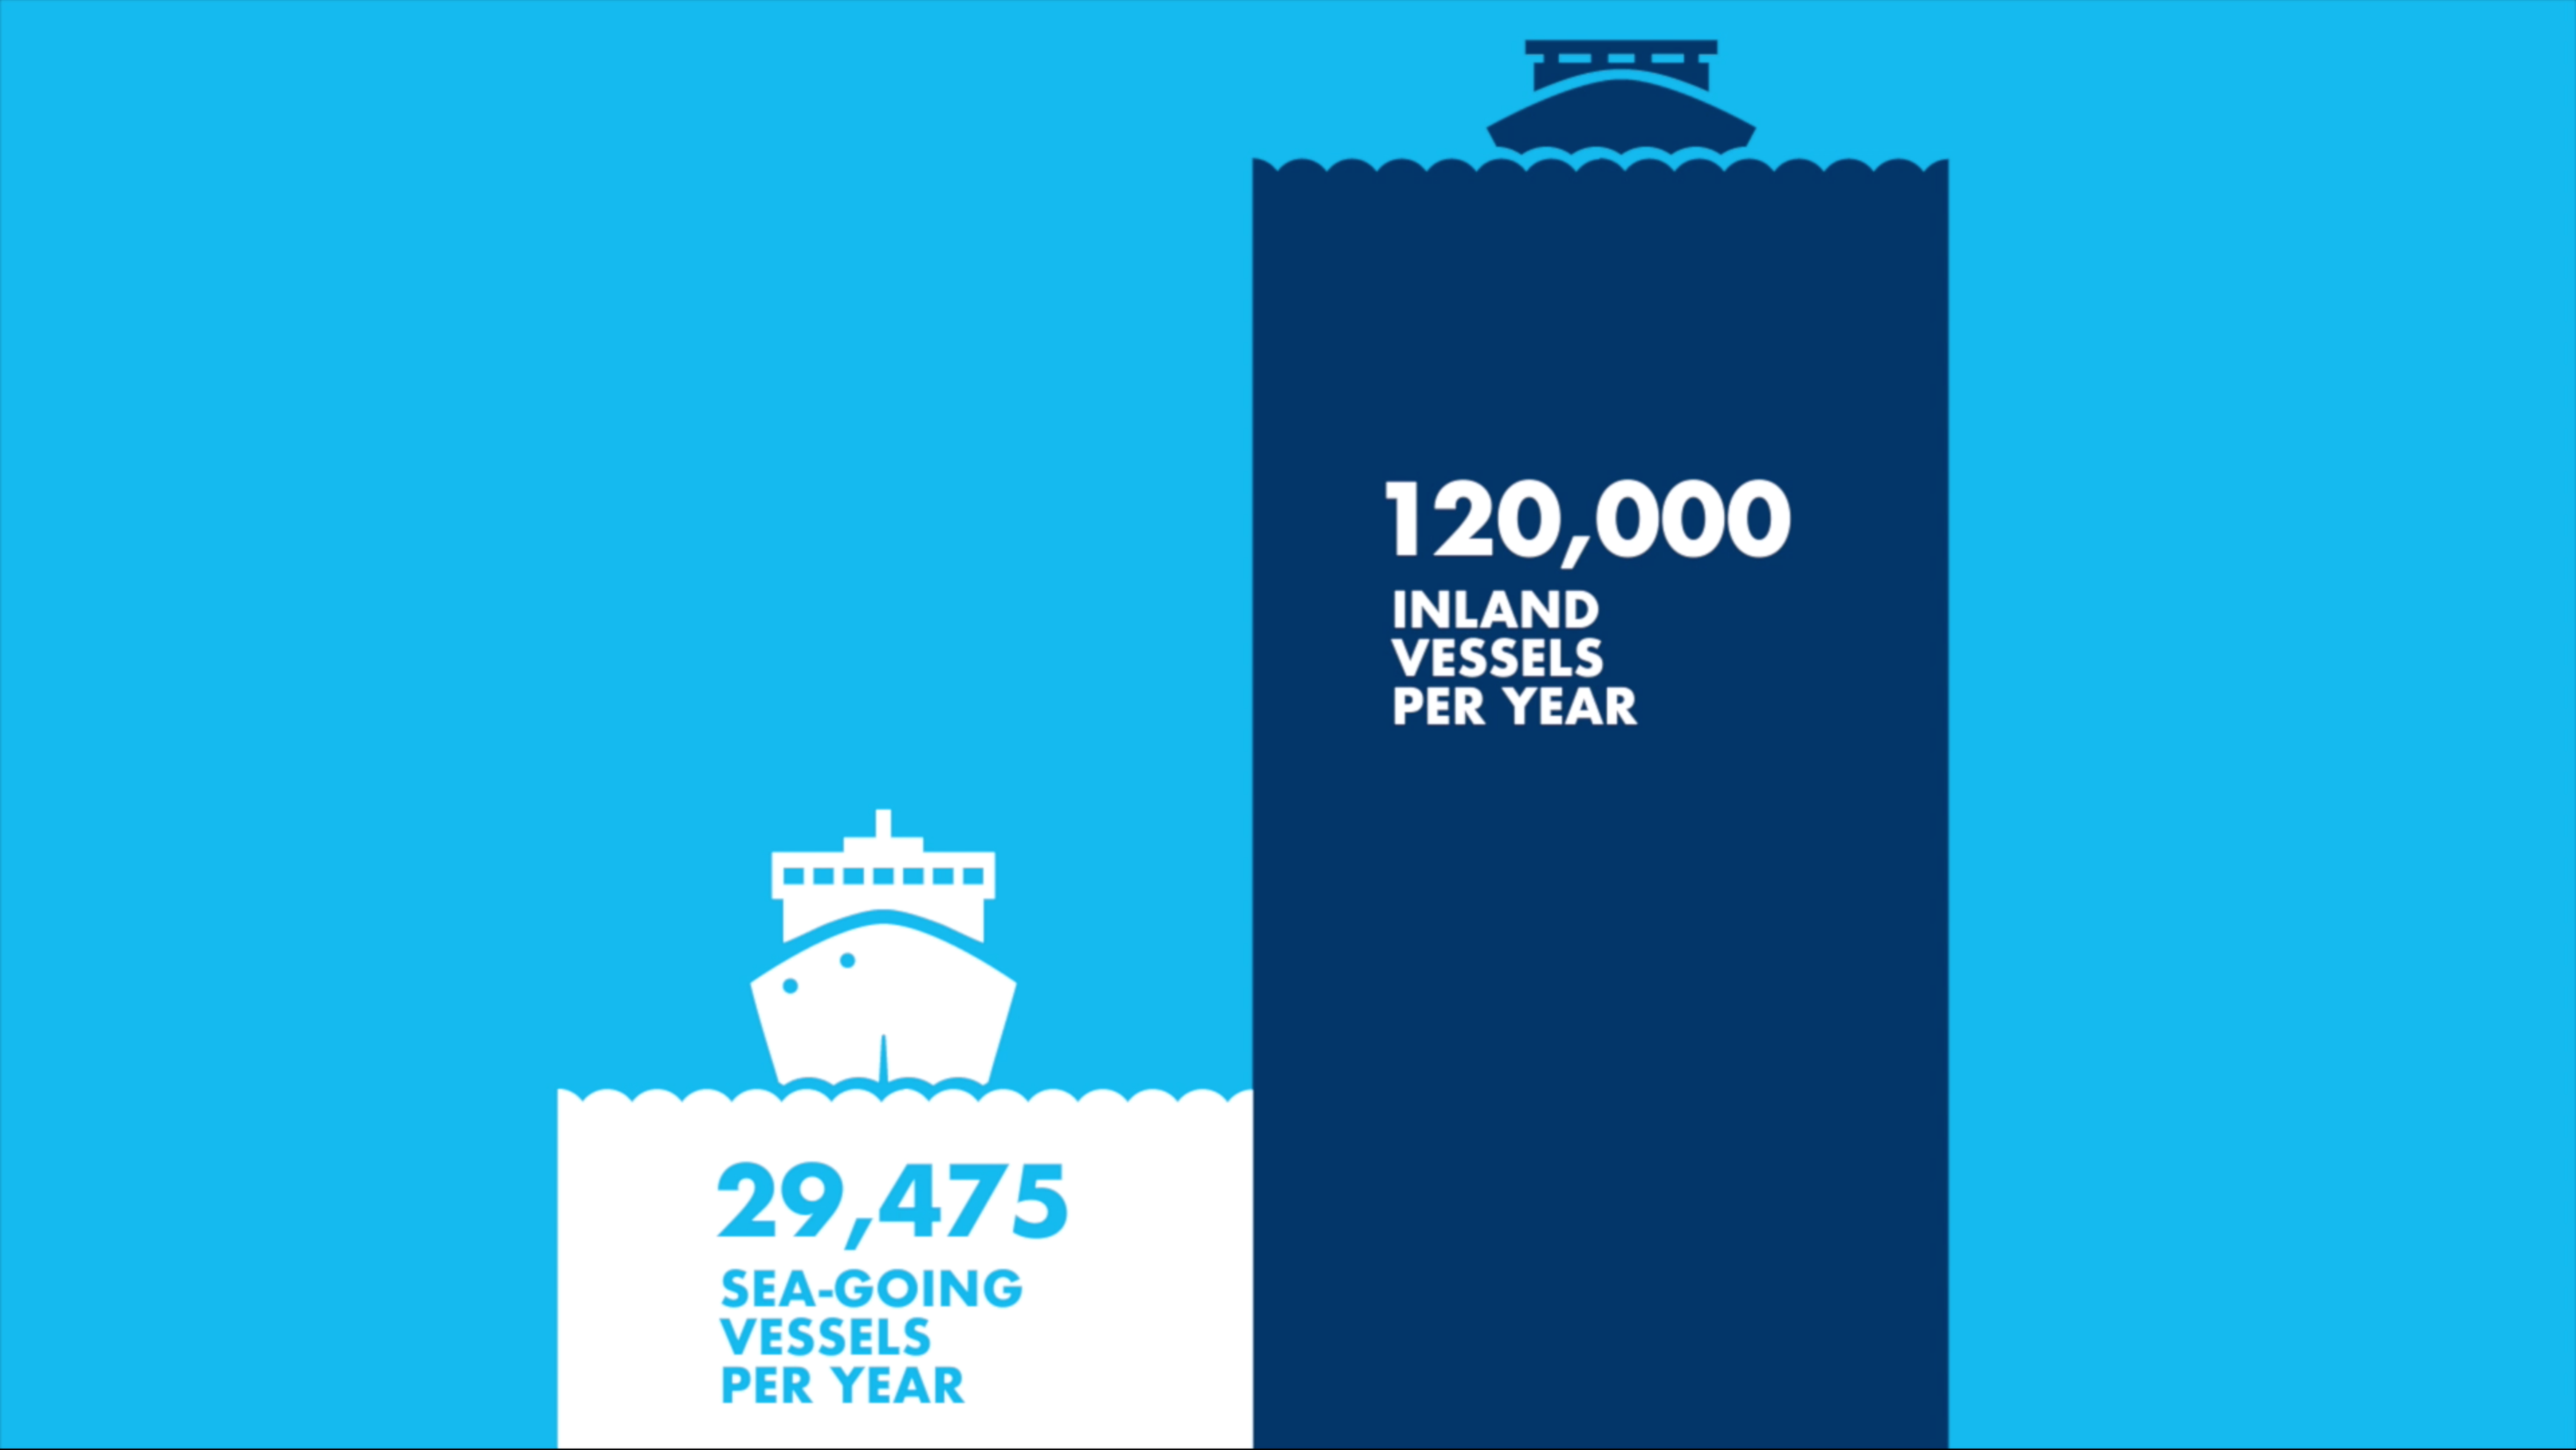 120,000
INLAND
VESSELS
PER YEAR
29,475
SEA-GOING
VESSELS
PER YEAR